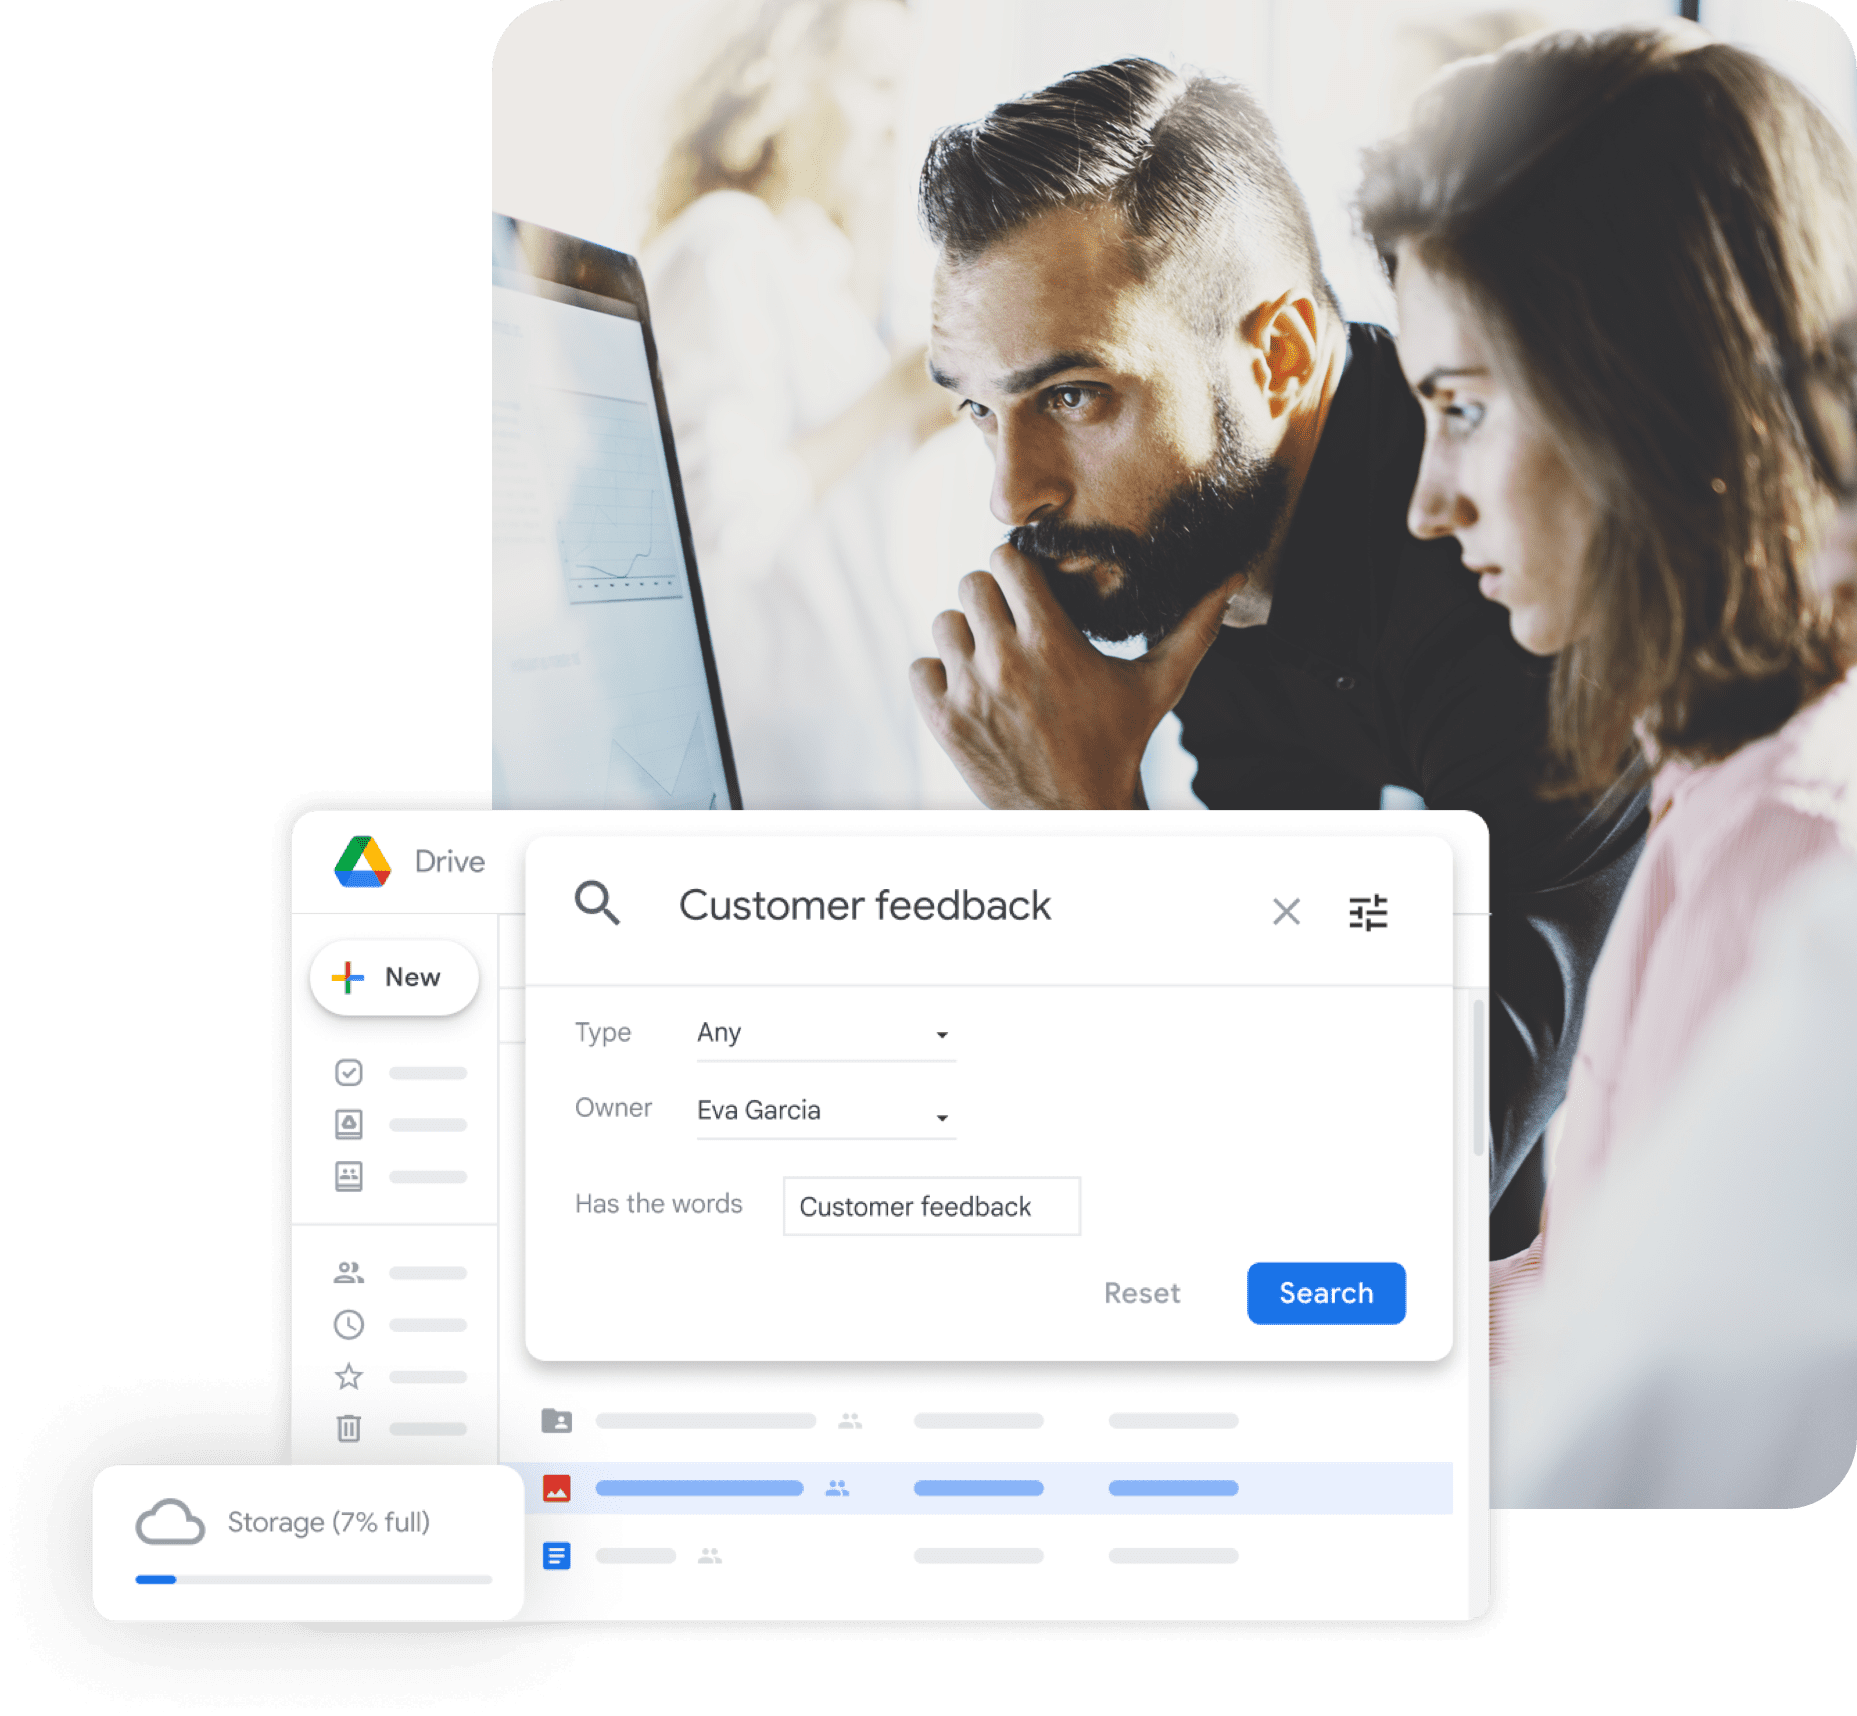 Drive
Customer feedback
New
Type Any
Owner Eva Garcia
Has the words Customer feedback
Reset Search
Storage (7% full)